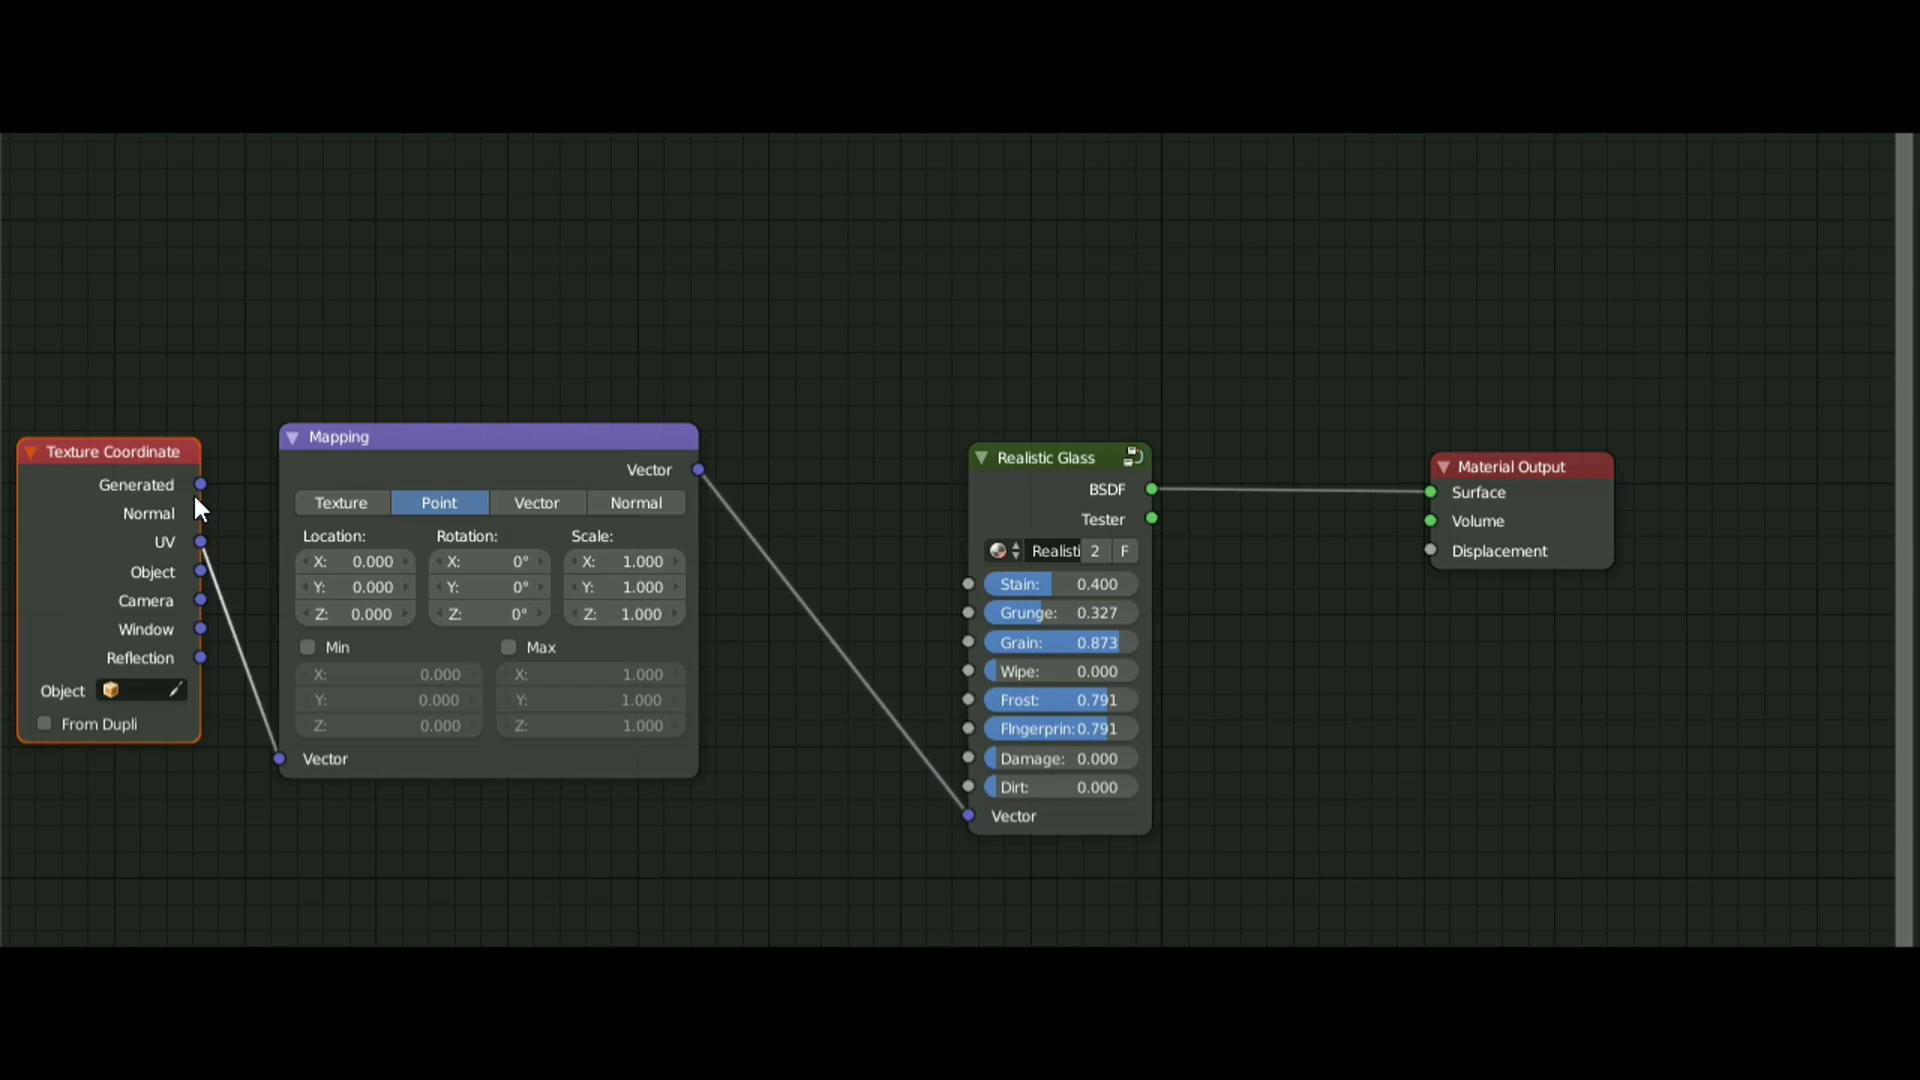 Texture Coordinate
Generated
Normal
UV
Object
Camera
Window
Reflection
Object
From Dupli
Mapping
Vector
Texture Point Vector Normal
Location: Rotation: Scale:
X: 0.000 X: 0° X: 1.000
Y: 0.000 Y: 0° Y: 1.000
Z: 0.000 Z: 0° Z: 1.000
Min Max
X: 0.000 X: 1.000
Y: 0.000 Y: 1.000
Z: 0.000 Z: 1.000
Vector
Realistic Glass
BSDF
Tester
Realisti 2 F
Stain: 0.400
Grunge: 0.327
Grain: 0.873
Wipe: 0.000
Frost: 0.791
FIngerprin: 0.791
Damage: 0.000
Dirt: 0.000
Vector
Material Output
Surface
Volume
Displacement